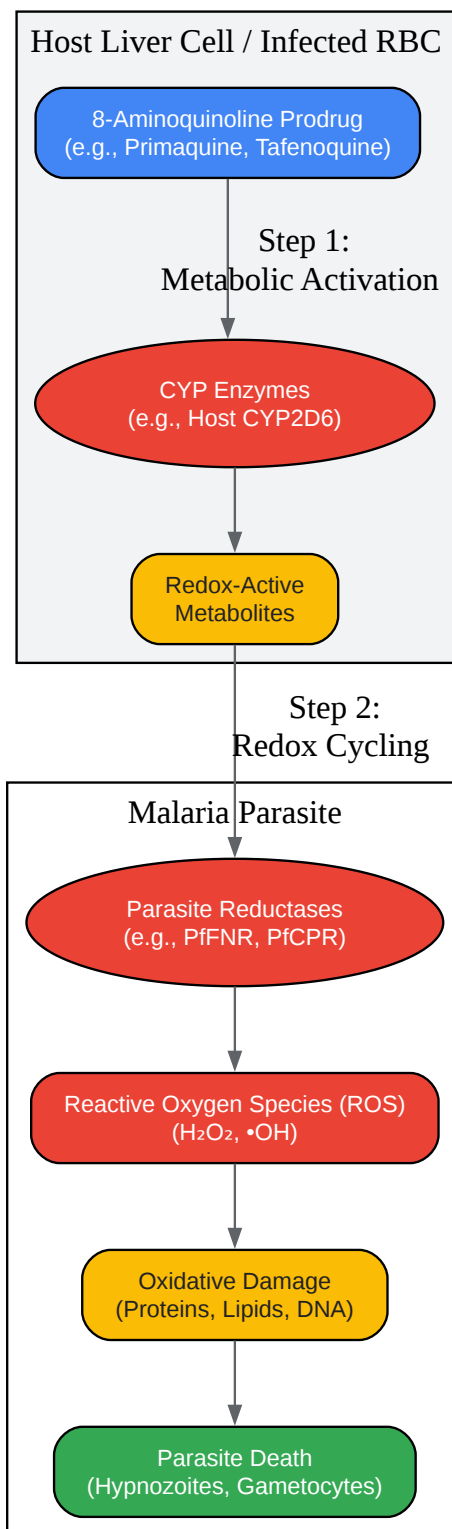 Host Liver Cell / Infected RBC
8-Aminoquinoline Prodrug
(e.g., Primaquine, Tafenoquine)
Step 1:
Metabolic Activation
CYP Enzymes
(e.g., Host CYP2D6)
Redox-Active
Metabolites
Step 2:
Redox Cycling
Malaria Parasite
Parasite Reductases
(e.g., PfFNR, PfCPR)
Reactive Oxygen Species (ROS)
(H₂O₂, •OH)
Oxidative Damage
(Proteins, Lipids, DNA)
Parasite Death
(Hypnozoites, Gametocytes)